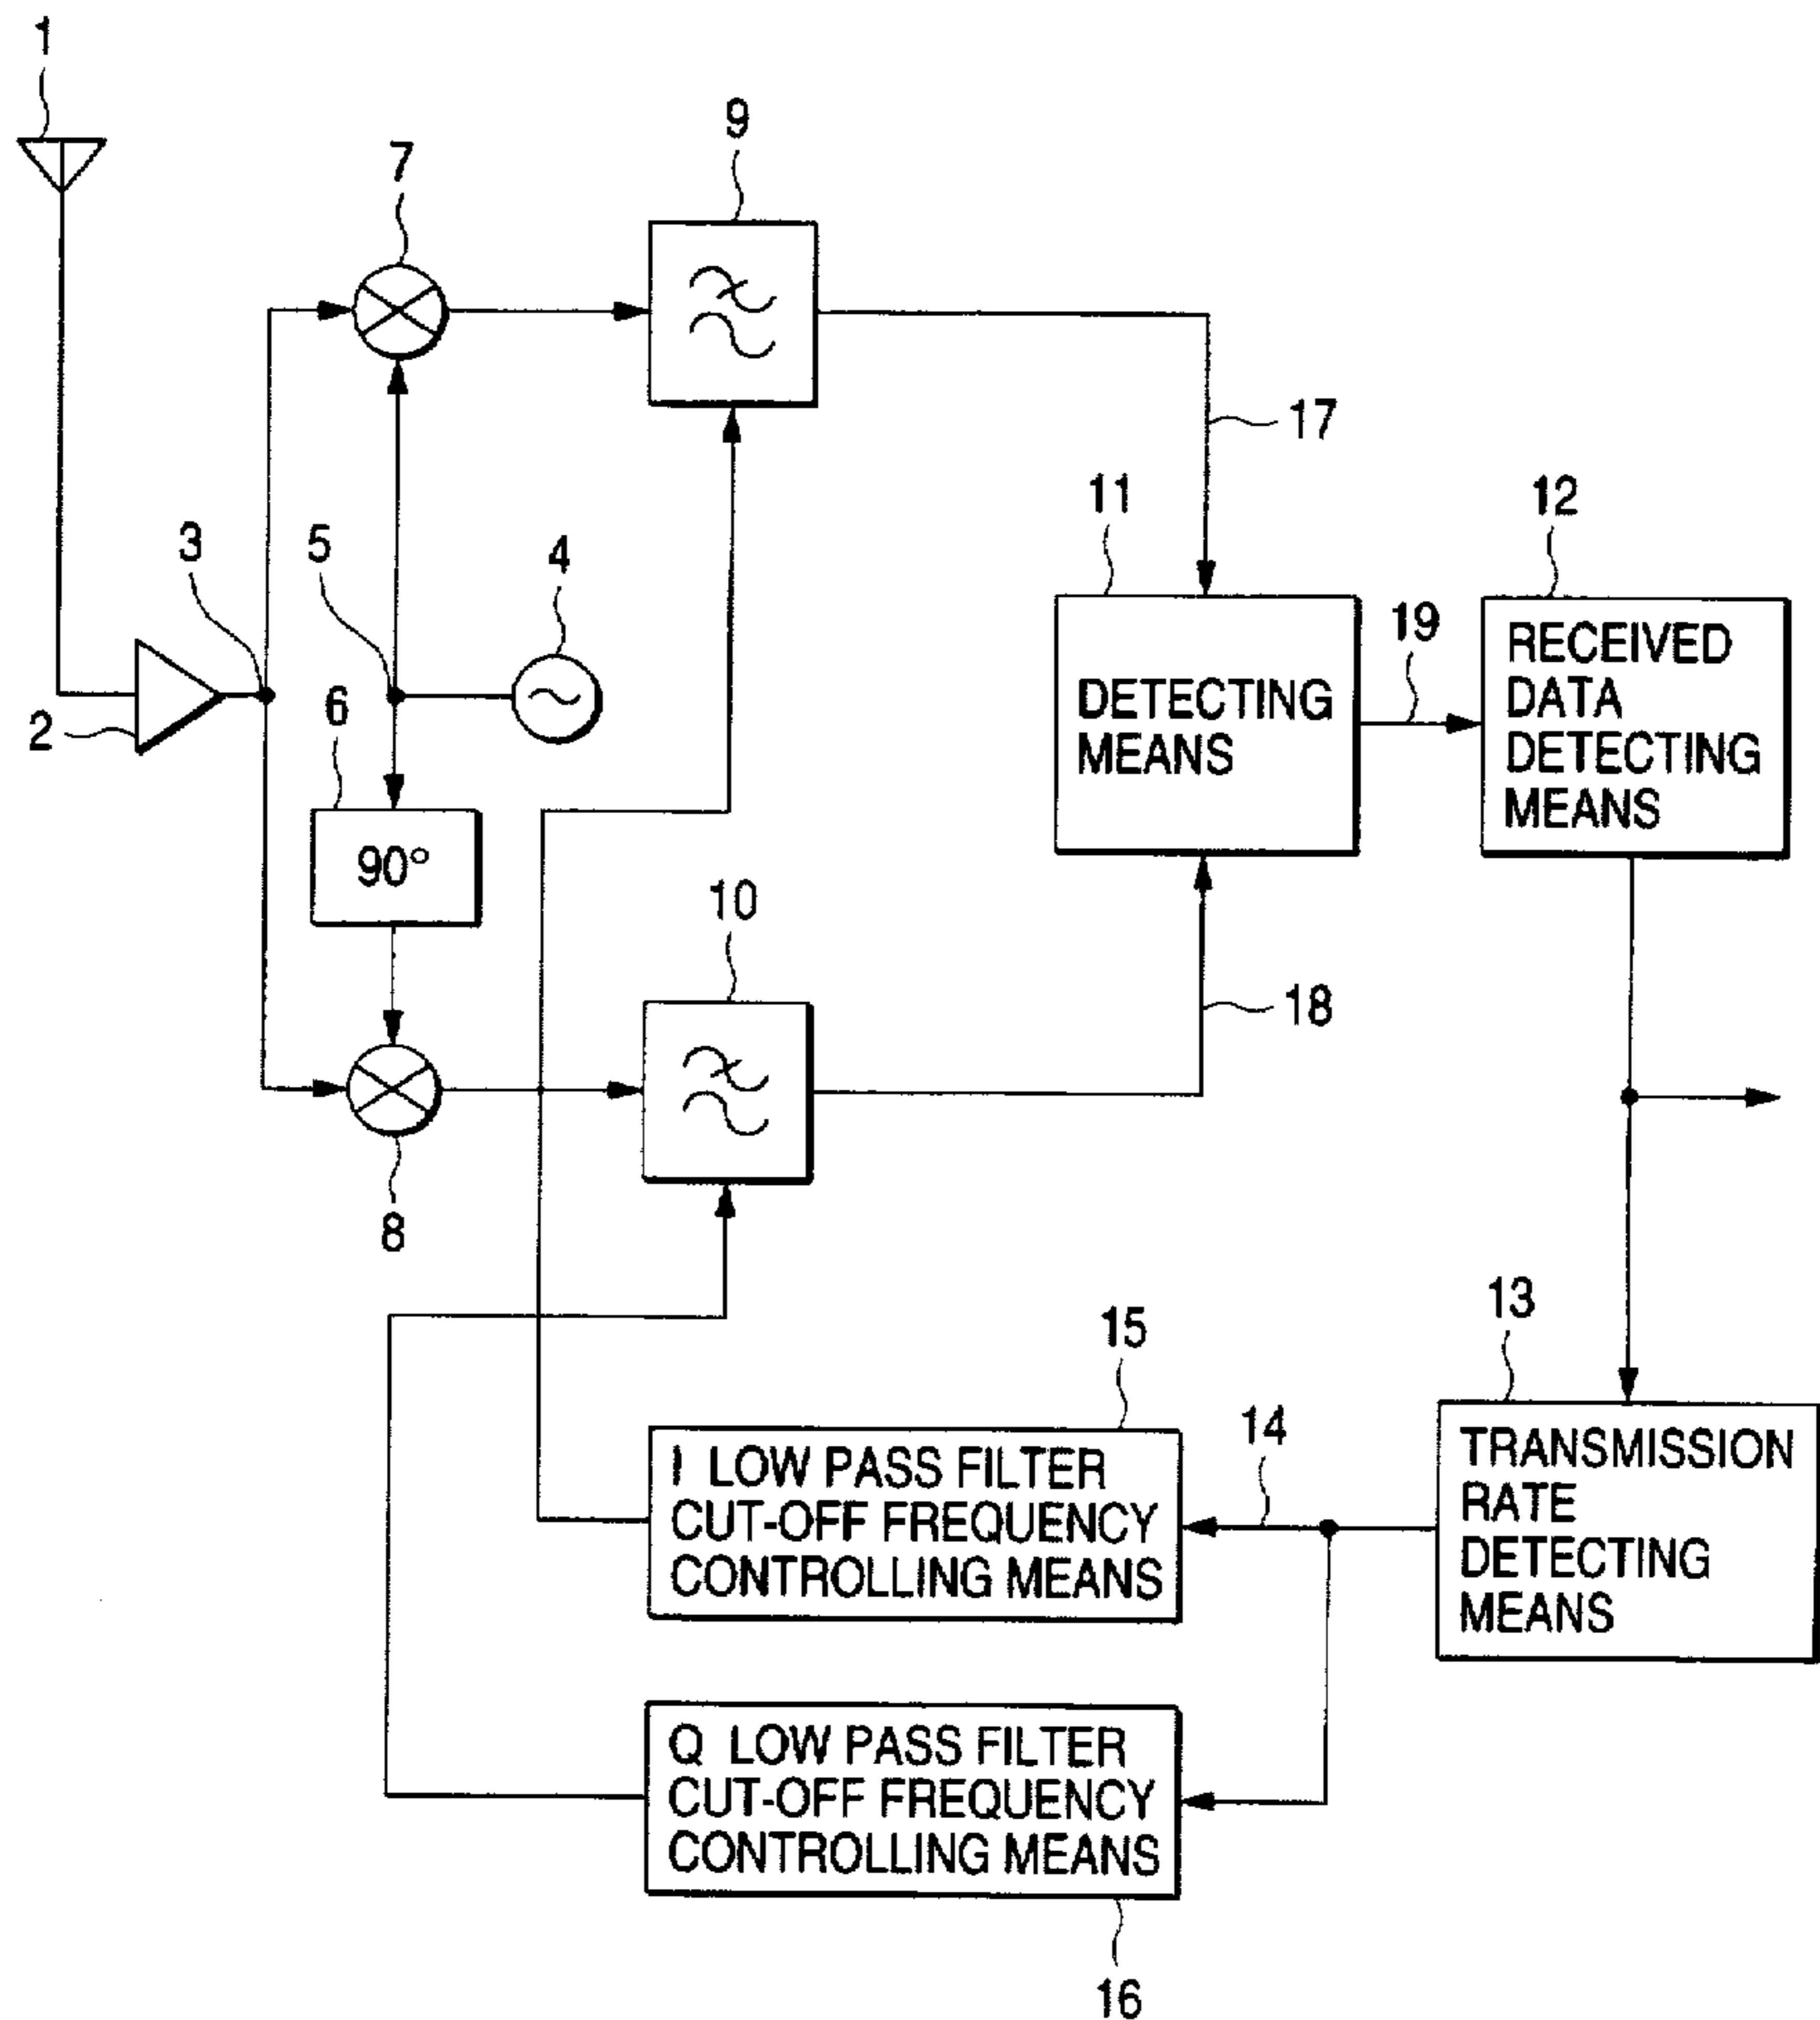 1
9
7
17
11
12
3
5
4
19
RECEIVED
DATA
DETECTING
MEANS
DETECTING
MEANS
2
6
90°
10
18
8
13
15
14
I LOW PASS FILTER
CUT-OFF FREQUENCY
CONTROLLING MEANS
TRANSMISSION
RATE
DETECTING
MEANS
Q LOW PASS FILTER
CUT-OFF FREQUENCY
CONTROLLING MEANS
16